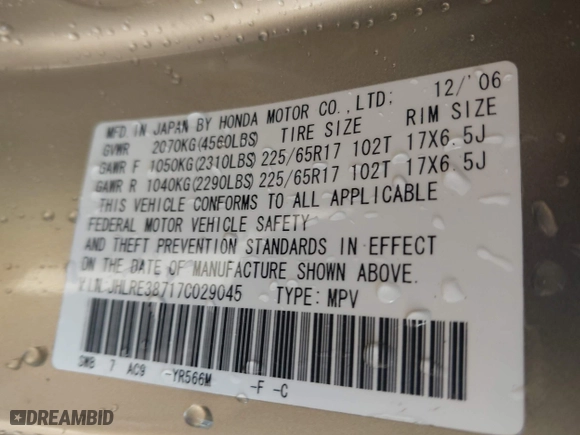 MFD IN JAPAN BY HONDA MOTOR CO.,LTD: 12/'06
GVWR 2070KG(4560LBS) TIRE SIZE RIM SIZE
GAWR F 1050KG(2310LBS) 225/65R17 102T 17X6.5J
GAWR R 1040KG(2290LBS) 225/65R17 102T 17X6.5J
THIS VEHICLE CONFORMS TO ALL APPLICABLE
FEDERAL MOTOR VEHICLE SAFETY
AND THEFT PREVENTION STANDARDS IN EFFECT
ON THE DATE OF MANUFACTURE SHOWN ABOVE.
V.I.N:JHLRE38717C029045 TYPE: MPV
SWB 7 AC9 -YR566M -F -C
DREAMBID